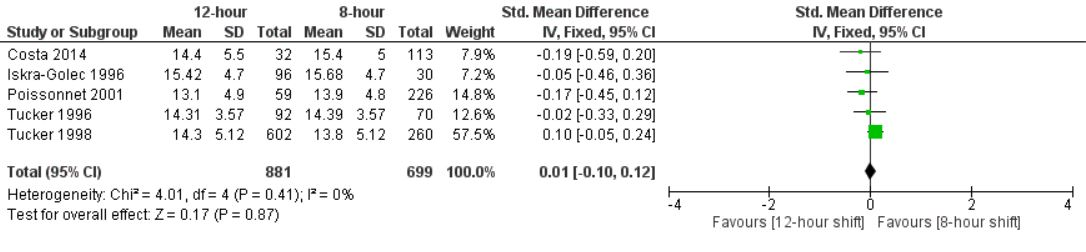 12-hour 8-hour Std. Mean Difference Std. Mean Difference
Study or Subgroup Mean SD Total Mean SD Total Weight IV, Fixed, 95% CI IV, Fixed, 95% CI
Costa 2014 14.4 5.5 32 15.4 5 113 7.9% -0.19 [-0.59, 0.20]
Iskra-Golec 1996 15.42 4.7 96 15.68 4.7 30 7.2% -0.05 [-0.46, 0.36]
Poissonnet 2001 13.1 4.9 59 13.9 4.8 226 14.8% -0.17 [-0.45, 0.12]
Tucker 1996 14.31 3.57 92 14.39 3.57 70 12.6% -0.02 [-0.33, 0.29]
Tucker 1998 14.3 5.12 602 13.8 5.12 260 57.5% 0.10 [-0.05, 0.24]
Total (95% CI) 881 699 100.0% 0.01 [-0.10, 0.12]
Heterogeneity: Chi² = 4.01, df = 4 (P = 0.41); I² = 0%
Test for overall effect: Z = 0.17 (P = 0.87)
-4 -2 0 2 4
Favours [12-hour shift] Favours [8-hour shift]